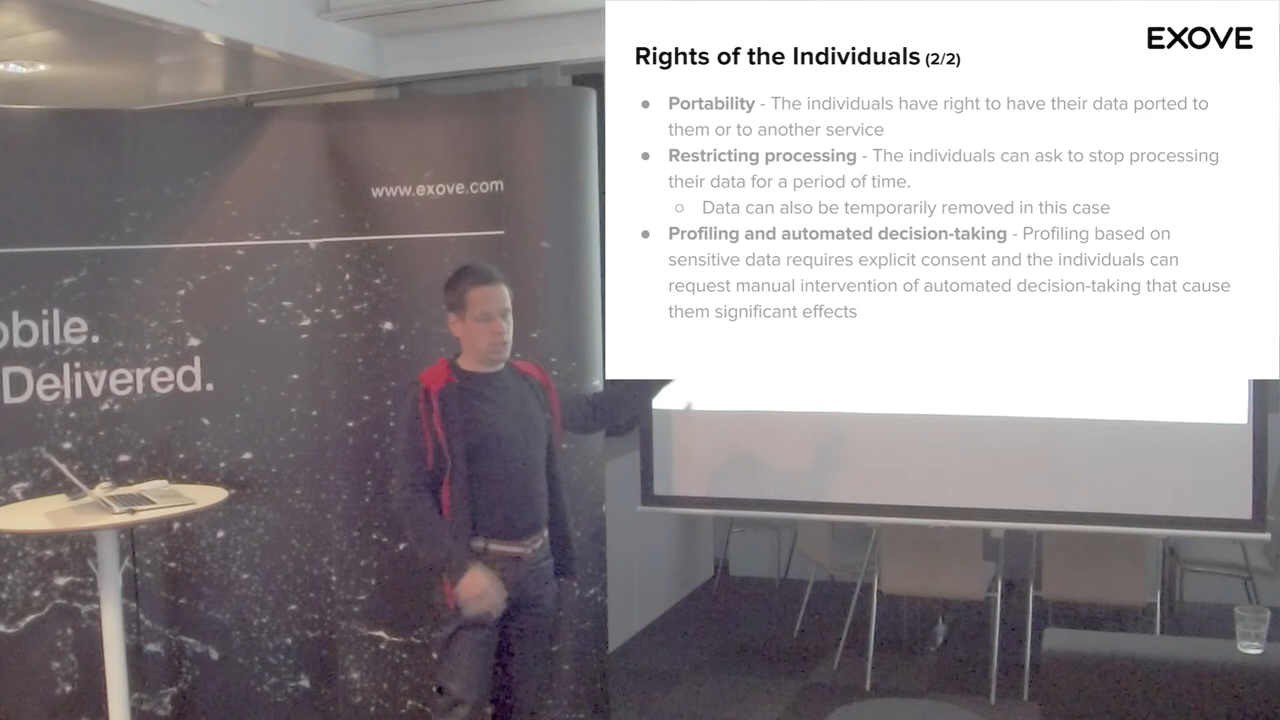 EXOVE
Rights of the Individuals (2/2)
● Portability - The individuals have right to have their data ported to
them or to another service
● Restricting processing - The individuals can ask to stop processing
their data for a period of time.
○ Data can also be temporarily removed in this case
● Profiling and automated decision-taking - Profiling based on
sensitive data requires explicit consent and the individuals can
request manual intervention of automated decision-taking that cause
them significant effects
www.exove.com
obile.
Delivered.